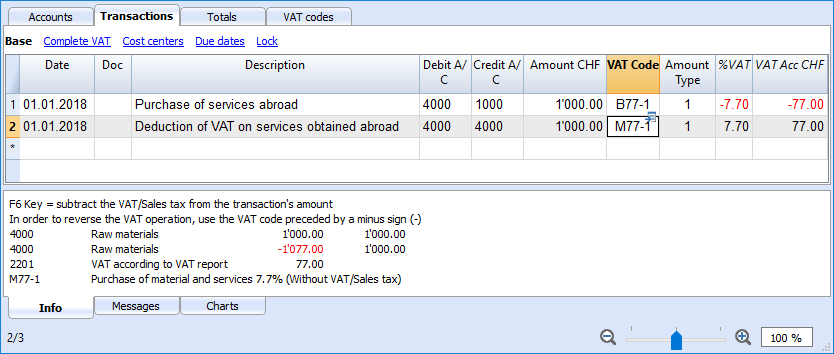 Accounts Transactions Totals VAT codes
Base Complete VAT Cost centers Due dates Lock
Date Doc Description Debit A/C Credit A/C Amount CHF VAT Code Amount Type %VAT VAT Acc CHF
1 01.01.2018 Purchase of services abroad 4000 1000 1'000.00 B77-1 1 -7.70 -77.00
2 01.01.2018 Deduction of VAT on services obtained abroad 4000 4000 1'000.00 M77-1 1 7.70 77.00
*
F6 Key = subtract the VAT/Sales tax from the transaction's amount
In order to reverse the VAT operation, use the VAT code preceded by a minus sign (-)
4000 Raw materials 1'000.00 1'000.00
4000 Raw materials -1'077.00 1'000.00
2201 VAT according to VAT report 77.00
M77-1 Purchase of material and services 7.7% (Without VAT/Sales tax)
Info Messages Charts
2/3 100 %